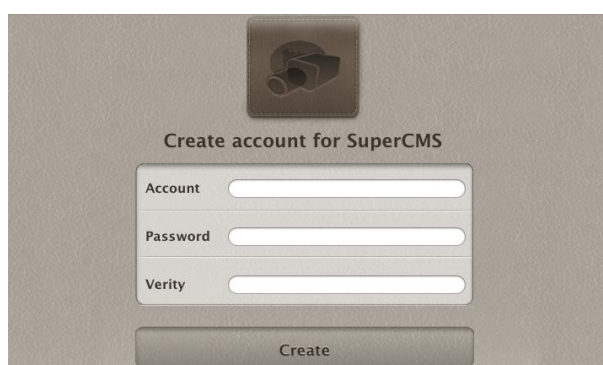 Create account for SuperCMS
Account
Password
Verity
Create